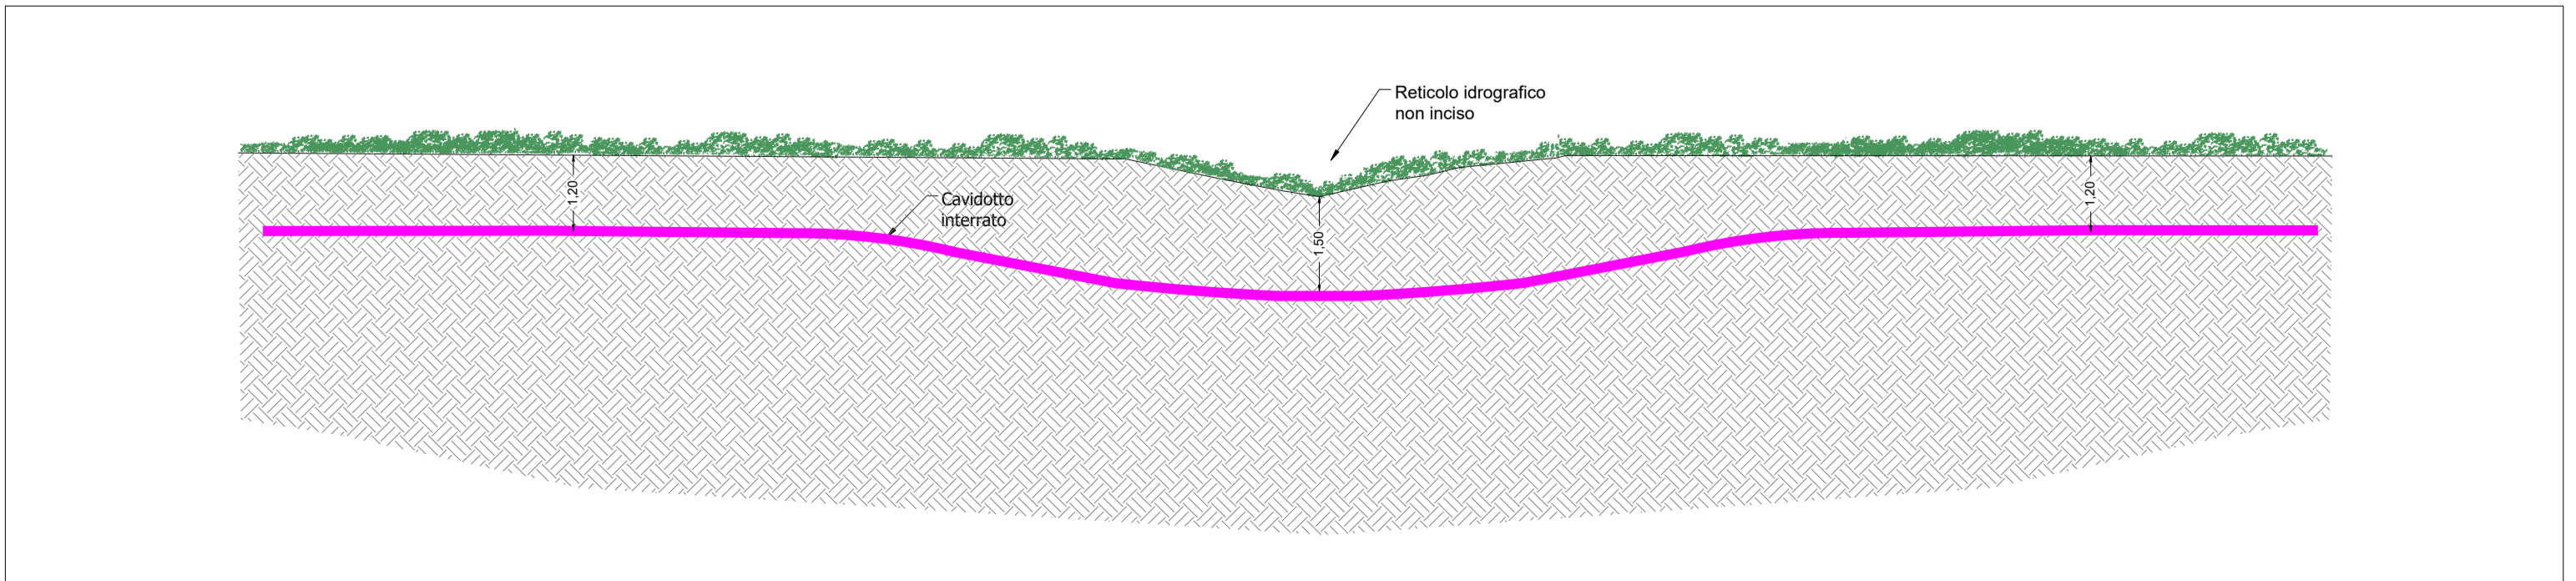 Reticolo idrografico
non inciso
Cavidotto
interrato
1,20
1,50
1,20